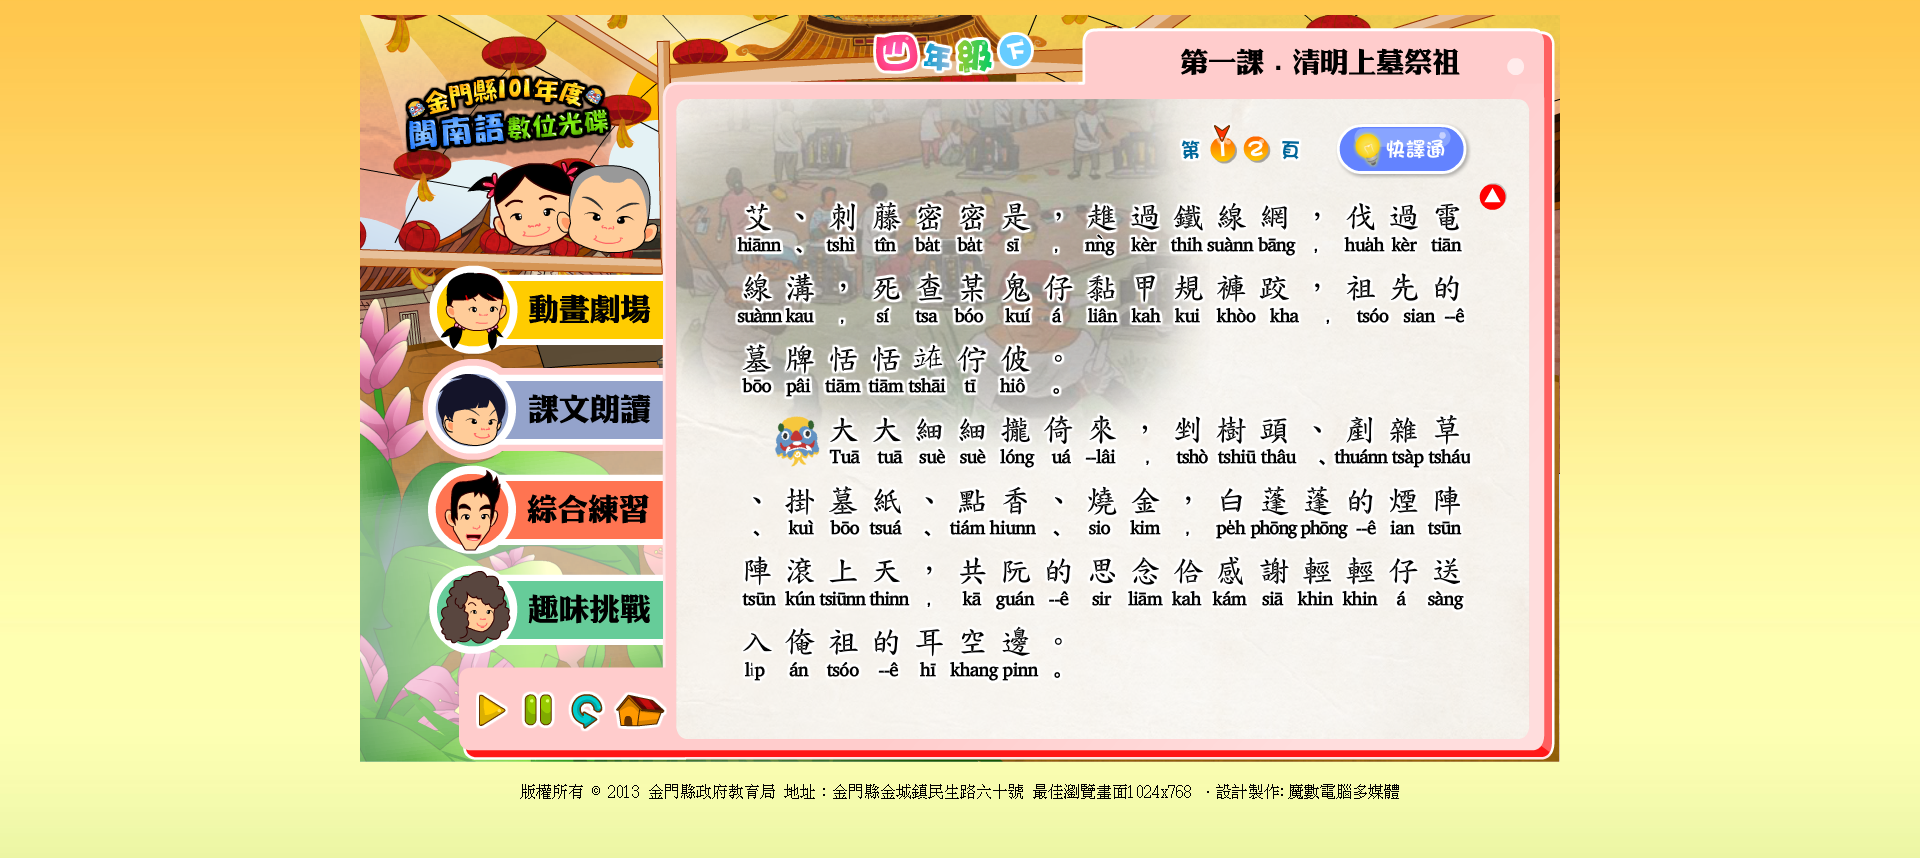 四年級下
第一課．清明上墓祭祖
金門縣101年度
閩南語數位光碟
第 1 2 頁
快譯通
動畫劇場
課文朗讀
綜合練習
趣味挑戰
艾、刺藤密密是，趖過鐵線網，伐過電
hiānn 、 tshì tîn ba̍t ba̍t sī ， nǹg kèr thih suànn bāng ， hua̍h kèr tiān
線溝，死查某鬼仔黏甲規褲跤，祖先的
suànn kau ， sí tsa bóo kuí á liân kah kui khòo kha ， tsóo sian --ê
墓牌恬恬𫞼佇彼。
bōo pâi tiām tiām tshāi tī hiô 。
大大細細攏倚來，剉樹頭、剷雜草
Tuā tuā suè suè lóng uá --lâi ， tshò tshiū thâu 、 thuánn tsa̍p tsháu
、掛墓紙、點香、燒金，白蓬蓬的煙陣
、 kuì bōo tsuá 、 tiám hiunn 、 sio kim ， pe̍h phōng phōng --ê ian tsūn
陣滾上天，共阮的思念佮感謝輕輕仔送
tsūn kún tsiūnn thinn ， kā guán --ê sir liām kah kám siā khin khin á sàng
入俺祖的耳空邊。
li̍p án tsóo --ê hī khang pinn 。
版權所有 © 2013 金門縣政府教育局 地址：金門縣金城鎮民生路六十號 最佳瀏覽畫面1024x768 ．設計製作: 魔數電腦多媒體